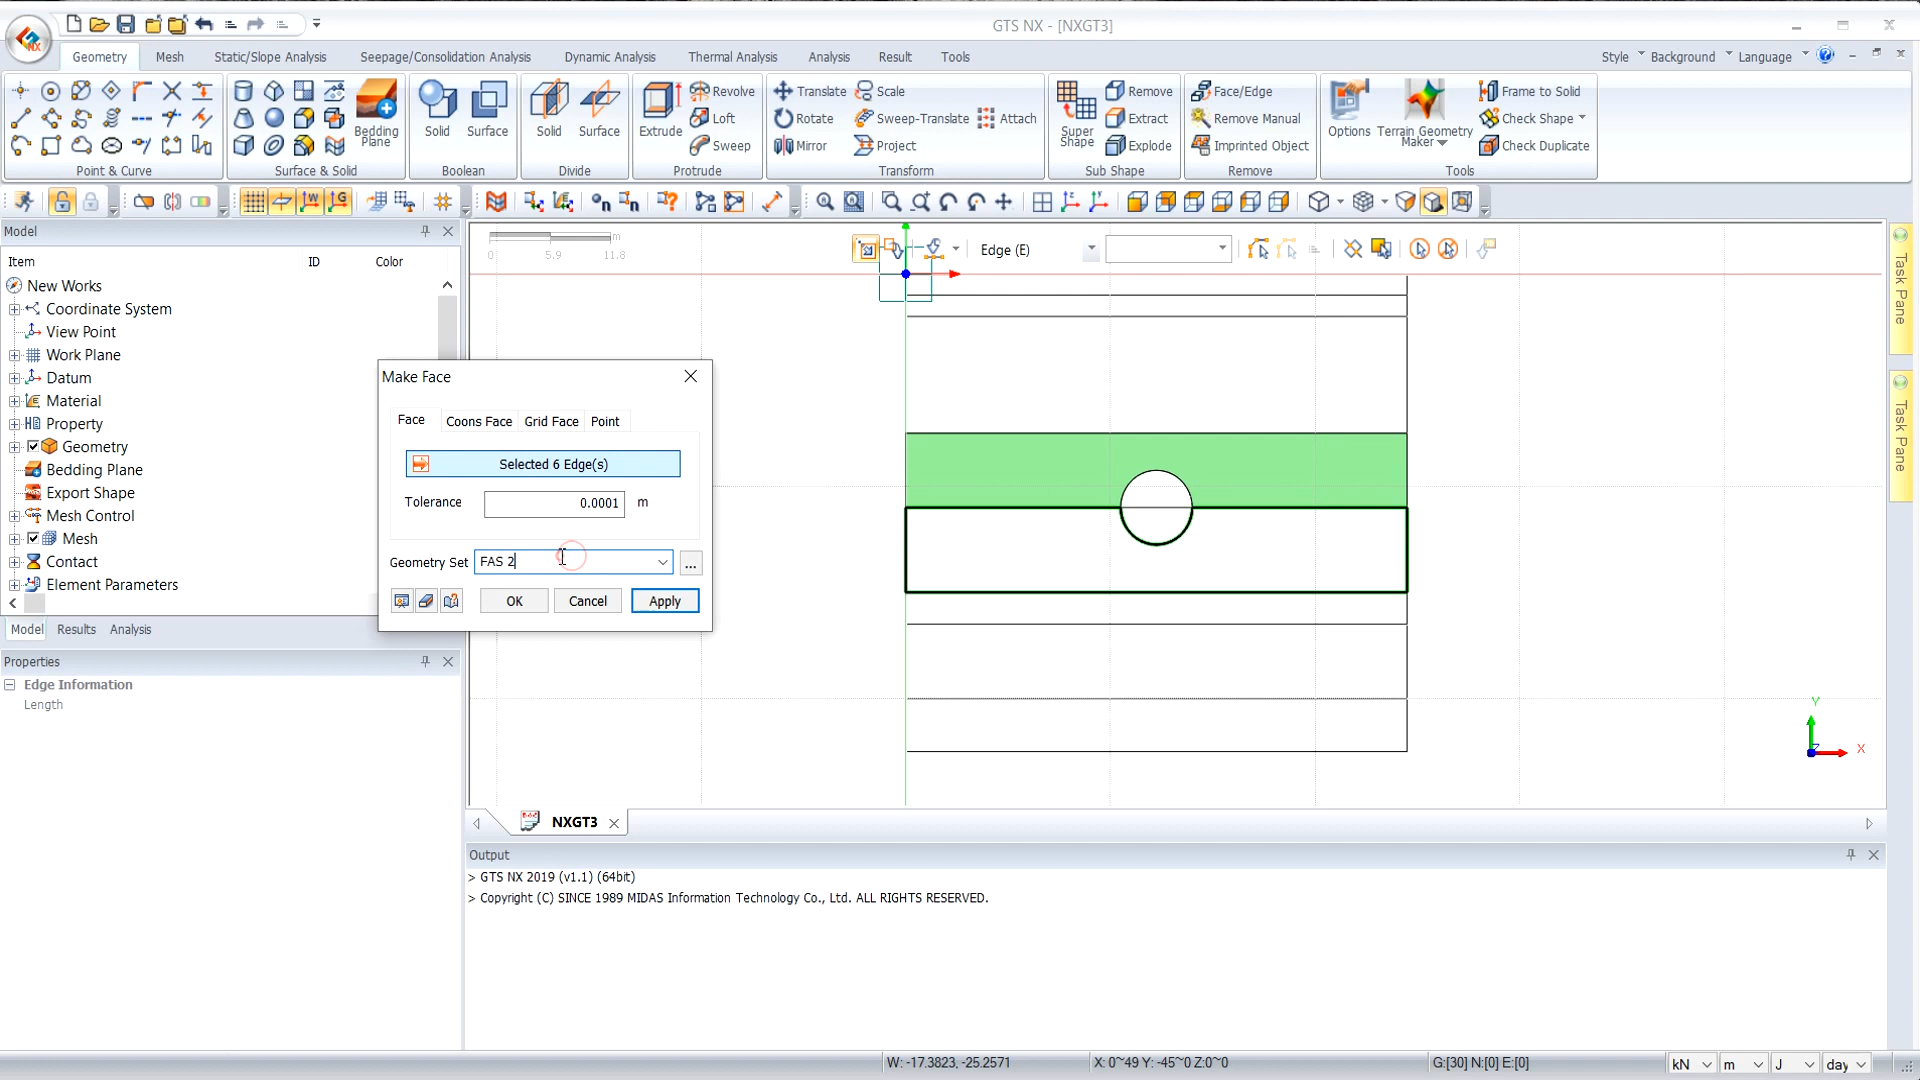 GTS NX - [NXGT3]
Geometry Mesh Static/Slope Analysis Seepage/Consolidation Analysis Dynamic Analysis Thermal Analysis Analysis Result Tools
Style Background Language
Bedding Plane
Point & Curve
Surface & Solid
Solid Surface
Boolean
Solid Surface
Divide
Extrude
Revolve
Loft
Sweep
Protrude
Translate Scale
Rotate Sweep-Translate Attach
Mirror Project
Transform
Super Shape
Remove
Extract
Explode
Sub Shape
Face/Edge
Remove Manual
Imprinted Object
Remove
Options
Terrain Geometry Maker
Frame to Solid
Check Shape
Check Duplicate
Tools
Model
Item ID Color
New Works
Coordinate System
View Point
Work Plane
Datum
Material
Property
Geometry
Bedding Plane
Export Shape
Mesh Control
Mesh
Contact
Element Parameters
Model Results Analysis
Properties
Edge Information
Length
Make Face
Face Coons Face Grid Face Point
Selected 6 Edge(s)
Tolerance 0.0001 m
Geometry Set FAS 2
...
OK Cancel Apply
m
0 5.9 11.8
Edge (E)
Y
Z
X
Task Pane
Task Pane
NXGT3
Output
> GTS NX 2019 (v1.1) (64bit)
> Copyright (C) SINCE 1989 MIDAS Information Technology Co., Ltd. ALL RIGHTS RESERVED.
W: -17.3823, -25.2571 X: 0~49 Y: -45~0 Z:0~0 G:[30] N:[0] E:[0] kN m J day